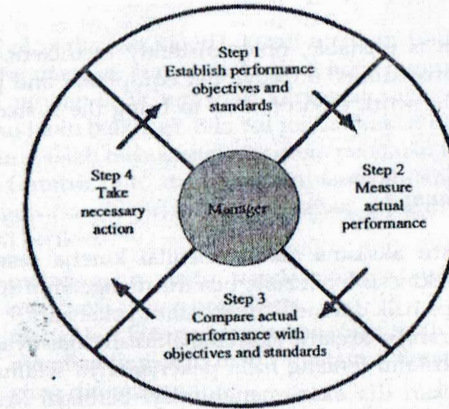 Step 1
Establish performance
objectives and
standards
Step 2
Measure
actual
performance
Step 3
Compare actual
performance with
objectives and standards
Step 4
Take
necessary
action
Manager